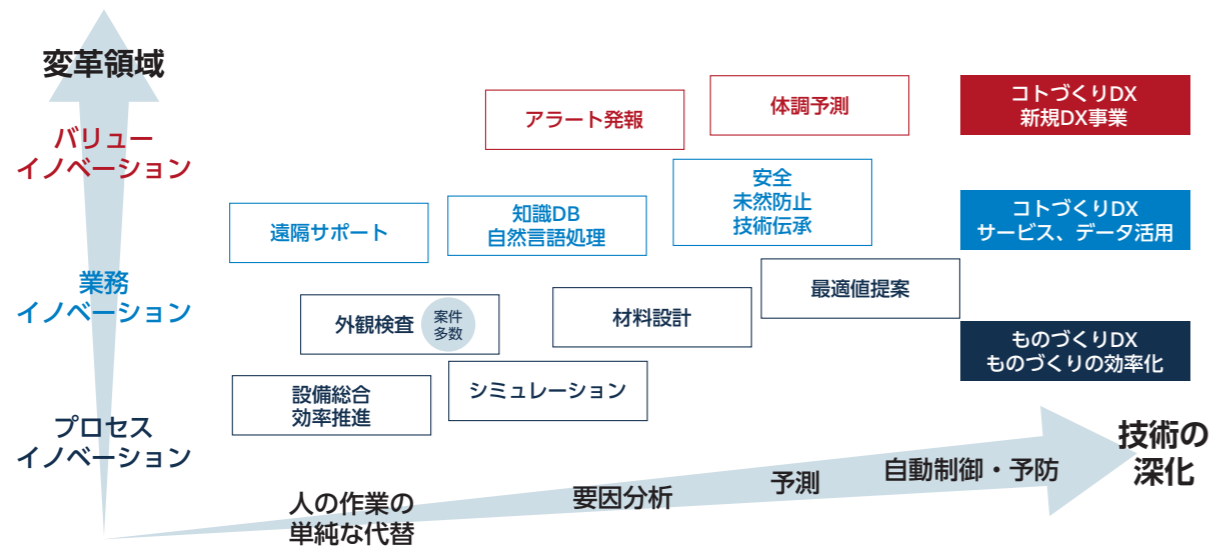 変革領域
バリュー
イノベーション
業務
イノベーション
プロセス
イノベーション
アラート発報
体調予測
コトづくりDX
新規DX事業
遠隔サポート
知識DB
自然言語処理
安全
未然防止
技術伝承
コトづくりDX
サービス、データ活用
外観検査
案件
多数
材料設計
最適値提案
ものづくりDX
ものづくりの効率化
設備総合
効率推進
シミュレーション
人の作業の
単純な代替
要因分析
予測
自動制御・予防
技術の
深化